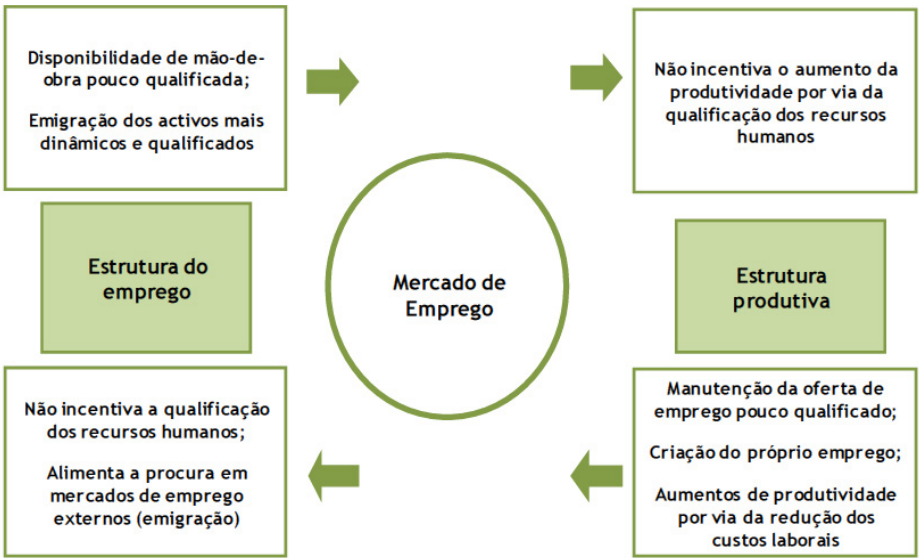 Disponibilidade de mão-de-
obra pouco qualificada;
Emigração dos activos mais
dinâmicos e qualificados
Não incentiva o aumento da
produtividade por via da
qualificação dos recursos
humanos
Estrutura do
emprego
Mercado de
Emprego
Estrutura
produtiva
Não incentiva a qualificação
dos recursos humanos;
Alimenta a procura em
mercados de emprego
externos (emigração)
Manutenção da oferta de
emprego pouco qualificado;
Criação do próprio emprego;
Aumentos de produtividade
por via da redução dos
custos laborais